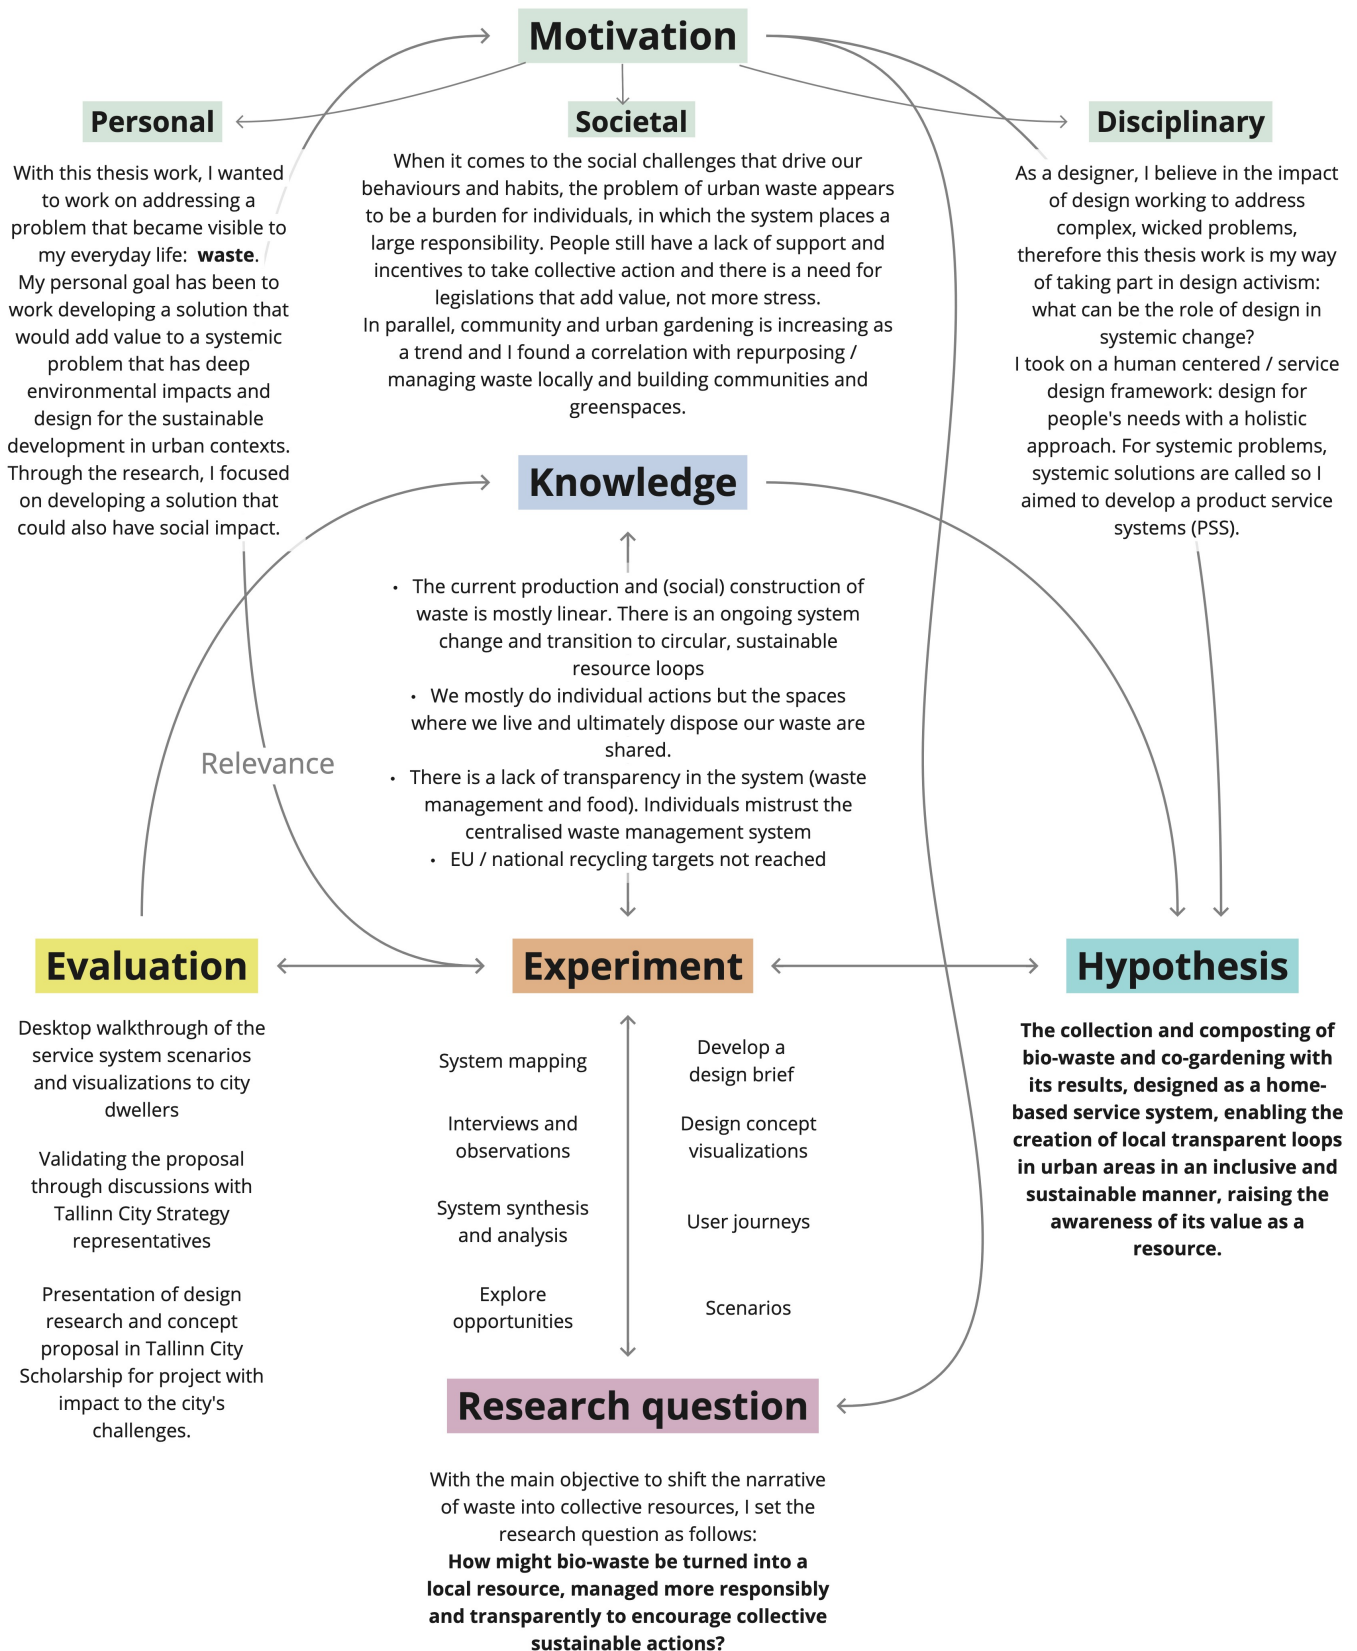 Motivation
Personal
With this thesis work, I wanted
to work on addressing a
problem that became visible to
my everyday life: waste.
My personal goal has been to
work developing a solution that
would add value to a systemic
problem that has deep
environmental impacts and
design for the sustainable
development in urban contexts.
Through the research, I focused
on developing a solution that
could also have social impact.
Societal
When it comes to the social challenges that drive our
behaviours and habits, the problem of urban waste appears
to be a burden for individuals, in which the system places a
large responsibility. People still have a lack of support and
incentives to take collective action and there is a need for
legislations that add value, not more stress.
In parallel, community and urban gardening is increasing as
a trend and I found a correlation with repurposing /
managing waste locally and building communities and
greenspaces.
Disciplinary
As a designer, I believe in the impact
of design working to address
complex, wicked problems,
therefore this thesis work is my way
of taking part in design activism:
what can be the role of design in
systemic change?
I took on a human centered / service
design framework: design for
people's needs with a holistic
approach. For systemic problems,
systemic solutions are called so I
aimed to develop a product service
systems (PSS).
Knowledge
• The current production and (social) construction of
waste is mostly linear. There is an ongoing system
change and transition to circular, sustainable
resource loops
• We mostly do individual actions but the spaces
where we live and ultimately dispose our waste are
shared.
• There is a lack of transparency in the system (waste
management and food). Individuals mistrust the
centralised waste management system
• EU / national recycling targets not reached
Relevance
Evaluation
Desktop walkthrough of the
service system scenarios
and visualizations to city
dwellers
Validating the proposal
through discussions with
Tallinn City Strategy
representatives
Presentation of design
research and concept
proposal in Tallinn City
Scholarship for project with
impact to the city's
challenges.
Experiment
System mapping
Interviews and
observations
System synthesis
and analysis
Explore
opportunities
Develop a
design brief
Design concept
visualizations
User journeys
Scenarios
Hypothesis
The collection and composting of
bio-waste and co-gardening with
its results, designed as a home-
based service system, enabling the
creation of local transparent loops
in urban areas in an inclusive and
sustainable manner, raising the
awareness of its value as a
resource.
Research question
With the main objective to shift the narrative
of waste into collective resources, I set the
research question as follows:
How might bio-waste be turned into a
local resource, managed more responsibly
and transparently to encourage collective
sustainable actions?